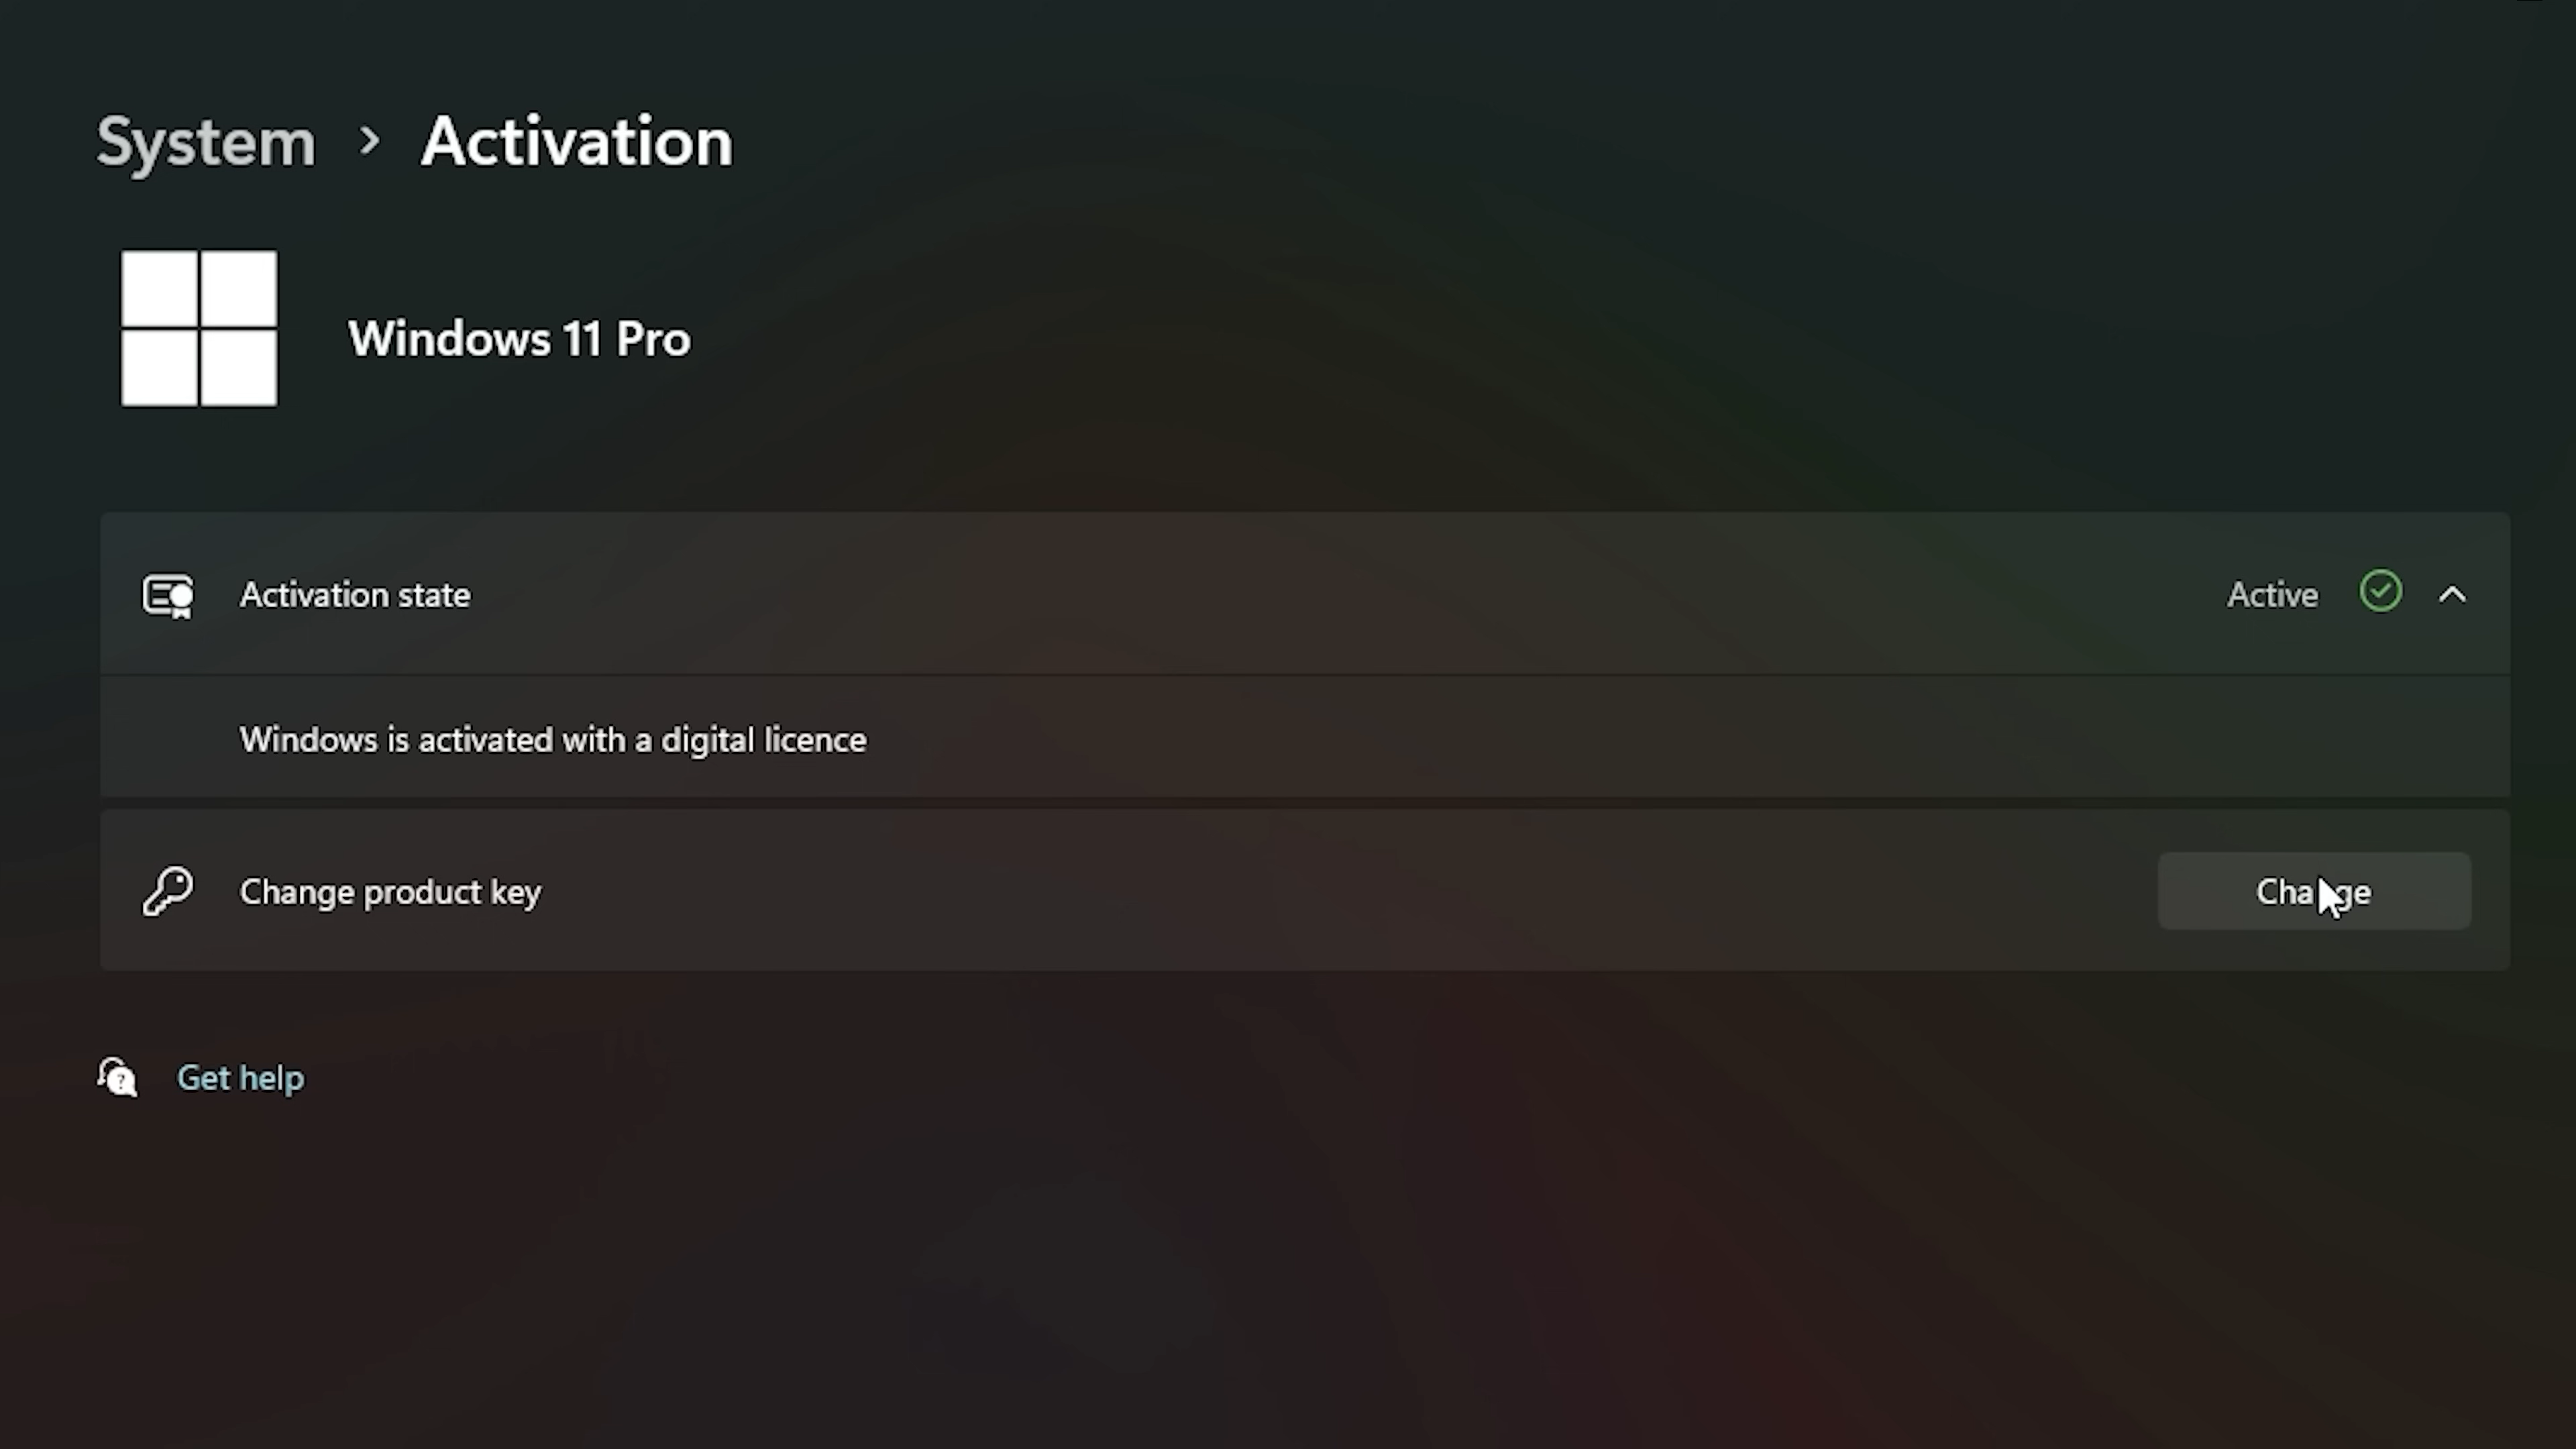 System > Activation
Windows 11 Pro
Activation state Active
Windows is activated with a digital licence
Change product key Change
Get help